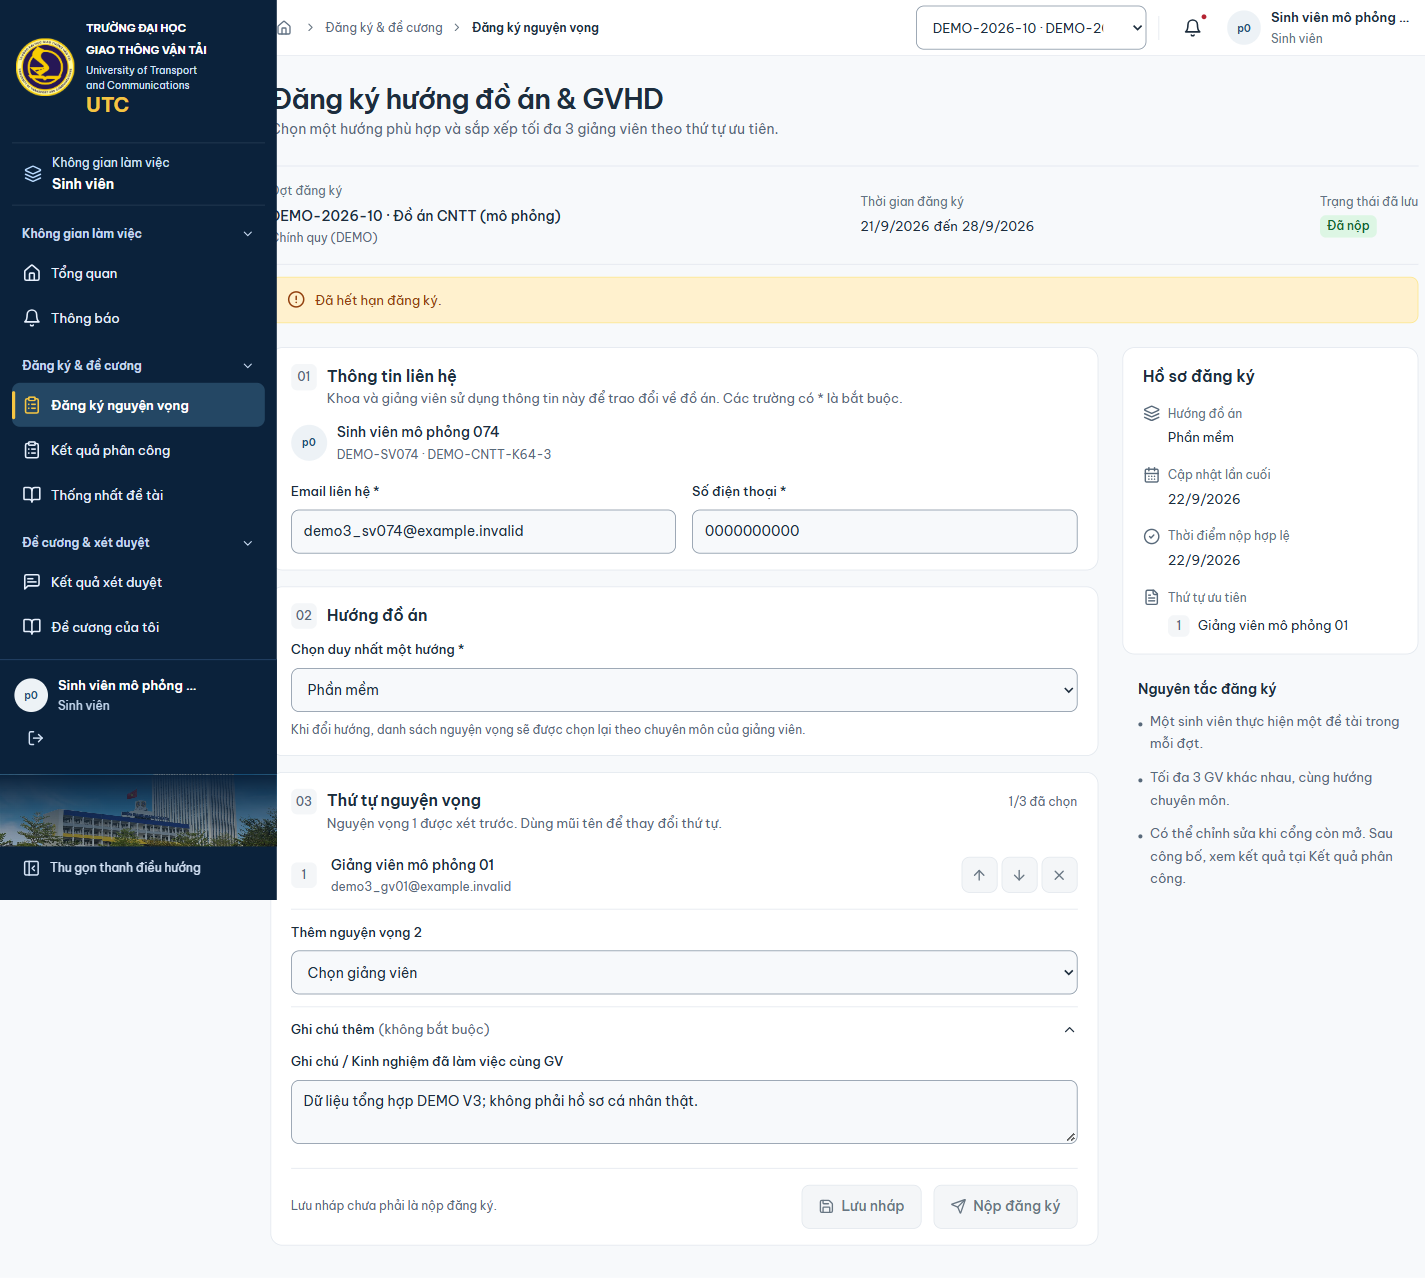 TRƯỜNG ĐẠI HỌC
GIAO THÔNG VẬN TẢI
University of Transport
and Communications
UTC
Không gian làm việc
Sinh viên
Không gian làm việc
Tổng quan
Thông báo
Đăng ký & đề cương
Đăng ký nguyện vọng
Kết quả phân công
Thống nhất đề tài
Đề cương & xét duyệt
Kết quả xét duyệt
Đề cương của tôi
p0
Sinh viên mô phỏng ...
Sinh viên
Thu gọn thanh điều hướng
Đăng ký & đề cương
Đăng ký nguyện vọng
DEMO-2026-10 · DEMO-2
p0
Sinh viên mô phỏng ...
Sinh viên
Đăng ký hướng đồ án & GVHD
Chọn một hướng phù hợp và sắp xếp tối đa 3 giảng viên theo thứ tự ưu tiên.
Đợt đăng ký
DEMO-2026-10 · Đồ án CNTT (mô phỏng)
Chính quy (DEMO)
Thời gian đăng ký
21/9/2026 đến 28/9/2026
Trạng thái đã lưu
Đã nộp
Đã hết hạn đăng ký.
01
Thông tin liên hệ
Khoa và giảng viên sử dụng thông tin này để trao đổi về đồ án. Các trường có * là bắt buộc.
p0
Sinh viên mô phỏng 074
DEMO-SV074 · DEMO-CNTT-K64-3
Email liên hệ *
demo3_sv074@example.invalid
Số điện thoại *
0000000000
02
Hướng đồ án
Chọn duy nhất một hướng *
Phần mềm
Khi đổi hướng, danh sách nguyện vọng sẽ được chọn lại theo chuyên môn của giảng viên.
03
Thứ tự nguyện vọng
1/3 đã chọn
Nguyện vọng 1 được xét trước. Dùng mũi tên để thay đổi thứ tự.
1
Giảng viên mô phỏng 01
demo3_gv01@example.invalid
Thêm nguyện vọng 2
Chọn giảng viên
Ghi chú thêm (không bắt buộc)
Ghi chú / Kinh nghiệm đã làm việc cùng GV
Dữ liệu tổng hợp DEMO V3; không phải hồ sơ cá nhân thật.
Lưu nháp chưa phải là nộp đăng ký.
Lưu nháp
Nộp đăng ký
Hồ sơ đăng ký
Hướng đồ án
Phần mềm
Cập nhật lần cuối
22/9/2026
Thời điểm nộp hợp lệ
22/9/2026
Thứ tự ưu tiên
1
Giảng viên mô phỏng 01
Nguyên tắc đăng ký
• Một sinh viên thực hiện một đề tài trong
mỗi đợt.
• Tối đa 3 GV khác nhau, cùng hướng
chuyên môn.
• Có thể chỉnh sửa khi cổng còn mở. Sau
công bố, xem kết quả tại Kết quả phân
công.